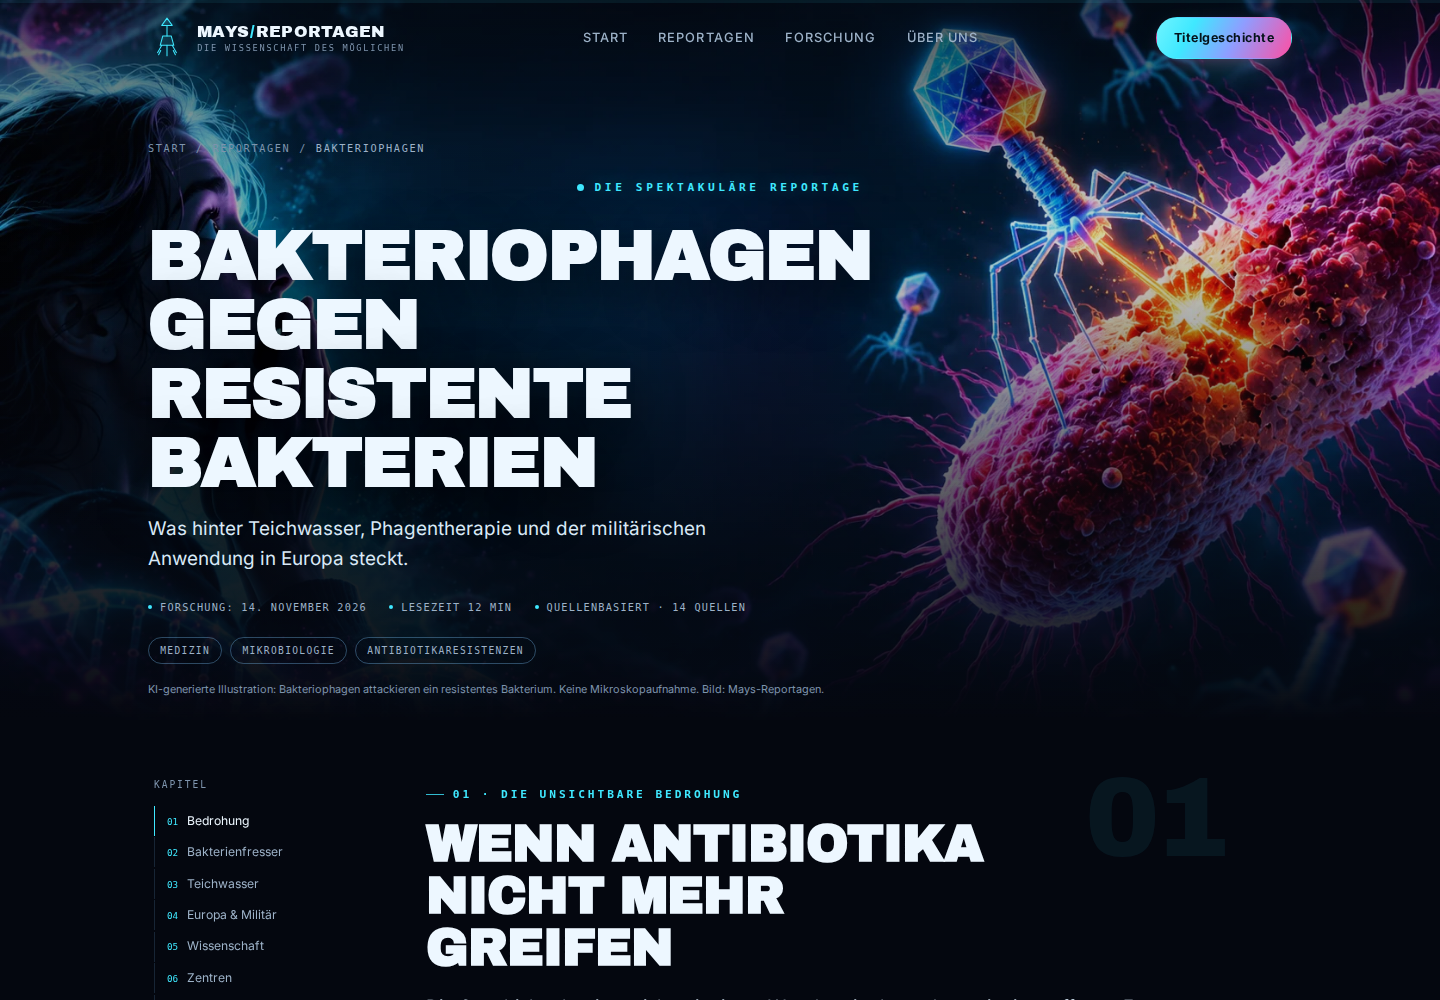 MAYS/REPORTAGEN
DIE WISSENSCHAFT DES MÖGLICHEN
START
REPORTAGEN
FORSCHUNG
ÜBER UNS
Titelgeschichte
START / REPORTAGEN / BAKTERIOPHAGEN
DIE SPEKTAKULÄRE REPORTAGE
BAKTERIOPHAGEN
GEGEN
RESISTENTE
BAKTERIEN
Was hinter Teichwasser, Phagentherapie und der militärischen
Anwendung in Europa steckt.
FORSCHUNG: 14. NOVEMBER 2026
LESEZEIT 12 MIN
QUELLENBASIERT · 14 QUELLEN
MEDIZIN
MIKROBIOLOGIE
ANTIBIOTIKARESISTENZEN
KI-generierte Illustration: Bakteriophagen attackieren ein resistentes Bakterium. Keine Mikroskopaufnahme. Bild: Mays-Reportagen.
KAPITEL
01 Bedrohung
02 Bakterienfresser
03 Teichwasser
04 Europa & Militär
05 Wissenschaft
06 Zentren
01 · DIE UNSICHTBARE BEDROHUNG
01
WENN ANTIBIOTIKA
NICHT MEHR
GREIFEN